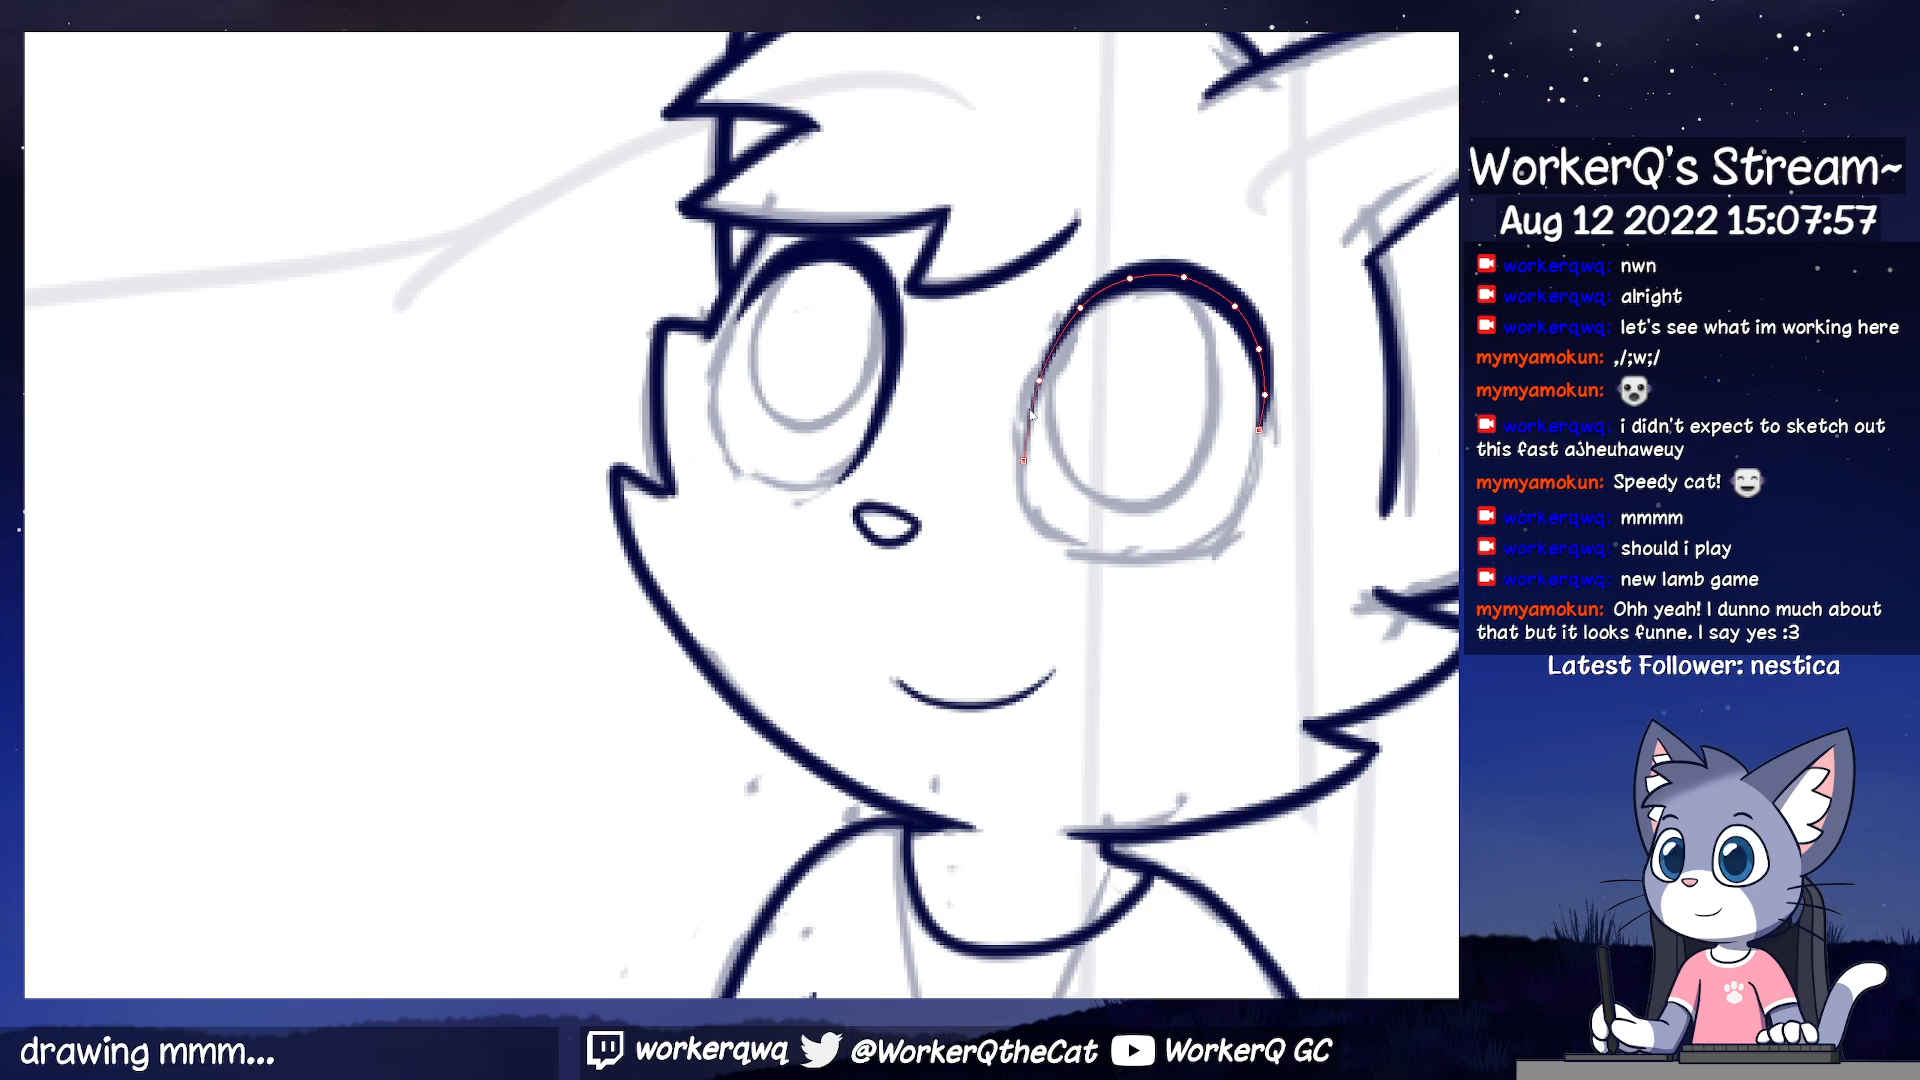 WorkerQ's Stream~
Aug 12 2022 15:07:57
workerqwq: nwn
workerqwq: alright
workerqwq: let's see what im working here
mymyamokun: ,/;w;/
mymyamokun:
workerqwq: i didn't expect to sketch out
this fast ajheuhaweuy
mymyamokun: Speedy cat!
workerqwq: mmmm
workerqwq: should i play
workerqwq: new lamb game
mymyamokun: Ohh yeah! I dunno much about
that but it looks funne. I say yes :3
Latest Follower: nestica
drawing mmm...
workerqwq
@WorkerQtheCat
WorkerQ GC